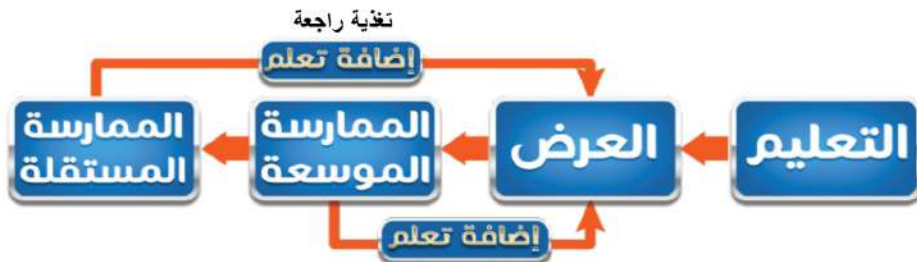 تغذية راجعة
إضافة تعلم
التعليم
العرض
الممارسة
الموسعة
الممارسة
المستقلة
إضافة تعلم